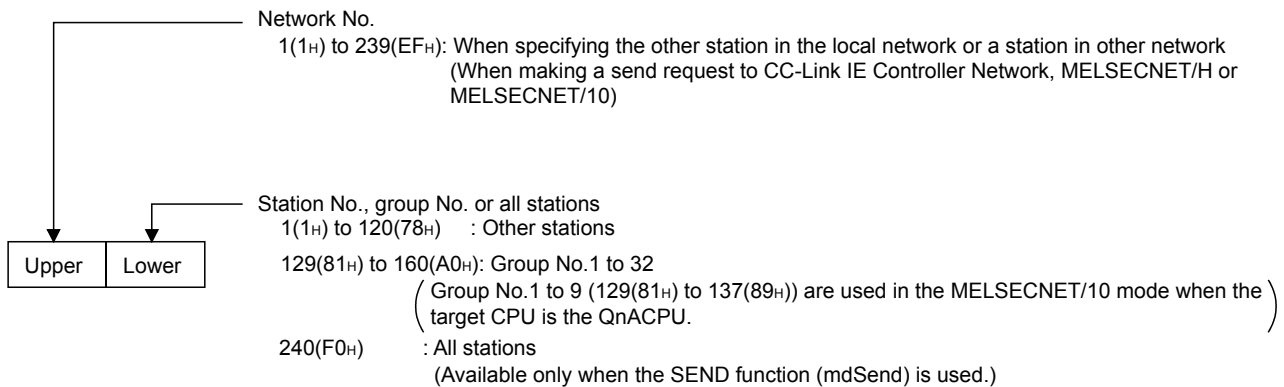 Network No.
1(1H) to 239(EFH): When specifying the other station in the local network or a station in other network
(When making a send request to CC-Link IE Controller Network, MELSECNET/H or
MELSECNET/10)
Station No., group No. or all stations
1(1H) to 120(78H) : Other stations
Upper Lower
129(81H) to 160(A0H): Group No.1 to 32
(Group No.1 to 9 (129(81H) to 137(89H)) are used in the MELSECNET/10 mode when the
target CPU is the QnACPU.)
240(F0H) : All stations
(Available only when the SEND function (mdSend) is used.)